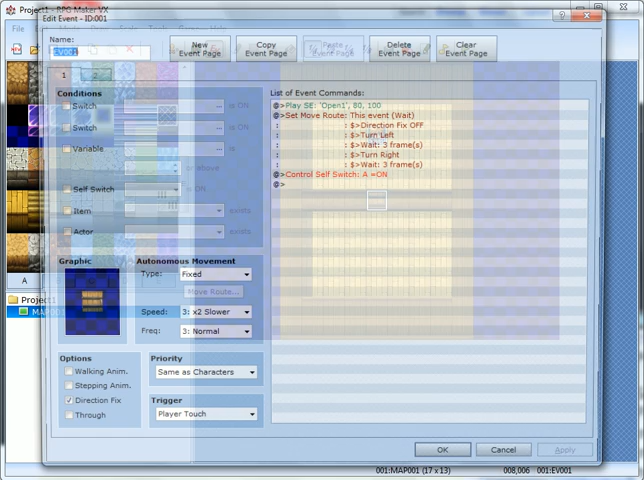 Project1 - RPG Maker VX
Edit Event - ID:001
File
Name:
EV001
New
Event Page
Copy
Event Page
Paste
Event Page
Delete
Event Page
Clear
Event Page
1
2
Conditions
Switch
... is ON
Switch
... is ON
Variable
... is
or above
Self Switch
is ON
Item
exists
Actor
exists
List of Event Commands:
@>Play SE: 'Open1', 80, 100
@>Set Move Route: This event (Wait)
: : $>Direction Fix OFF
: : $>Turn Left
: : $>Wait: 3 frame(s)
: : $>Turn Right
: : $>Wait: 3 frame(s)
@>Control Self Switch: A =ON
@>
A
Project1
MAP001
Graphic
Autonomous Movement
Type:
Fixed
Move Route...
Speed:
3: x2 Slower
Freq:
3: Normal
Options
Walking Anim.
Stepping Anim.
Direction Fix
Through
Priority
Same as Characters
Trigger
Player Touch
OK
Cancel
Apply
001:MAP001 (17 x 13)
008,006
001:EV001